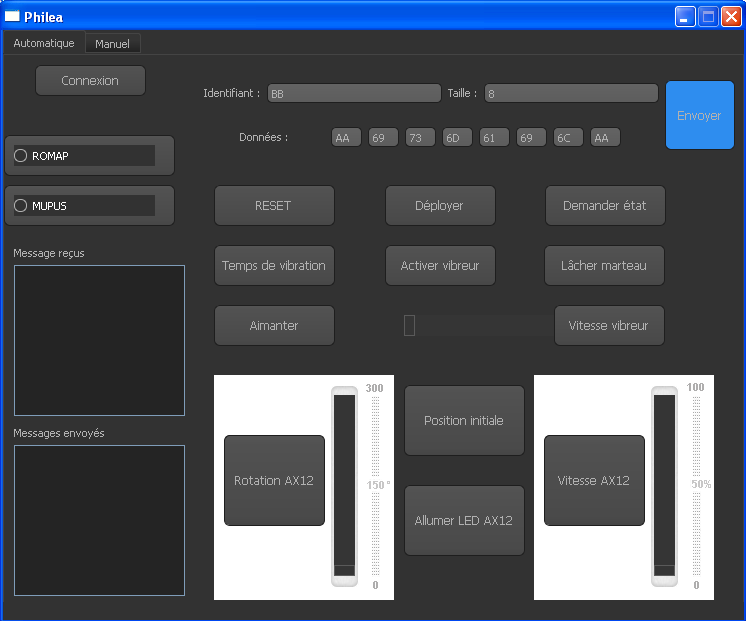 Philea
Automatique Manuel
Connexion
Identifiant : BB Taille : 8
Envoyer
Données : AA 69 73 6D 61 69 6C AA
ROMAP
MUPUS
RESET Déployer Demander état
Message reçus
Temps de vibration Activer vibreur Lâcher marteau
Aimanter Vitesse vibreur
Messages envoyés
300
Position initiale
100
Rotation AX12
150°
Vitesse AX12
50%
Allumer LED AX12
0
0